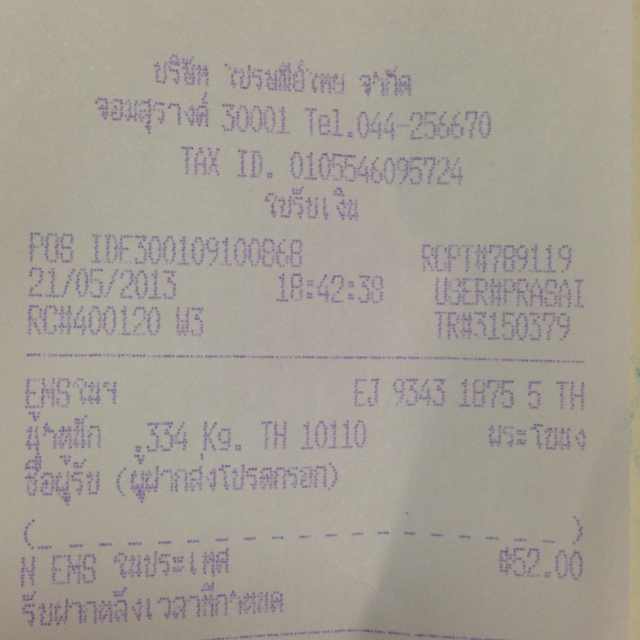 บริษัท ไปรษณีย์ไทย จำกัด
จอมสุรางค์ 30001 Tel.044-256670
TAX ID. 0105546095724
ใบรับเงิน
POS IDE300109100868 RCPT#789119
21/05/2013 18:42:38 USER#PRASAI
RC#400120 W3 TR#3150379
EMSในฯ EJ 9343 1875 5 TH
น้ำหนัก .334 Kg. TH 10110 พระโขนง
ชื่อผู้รับ (ผู้ฝากส่งโปรดกรอก)
(_ _ _ _ _ _ _ _ _ _ _ _ _ _ _ _ _ _)
N EMS ในประเทศ ฿52.00
รับฝากหลังเวลาที่กำหนด